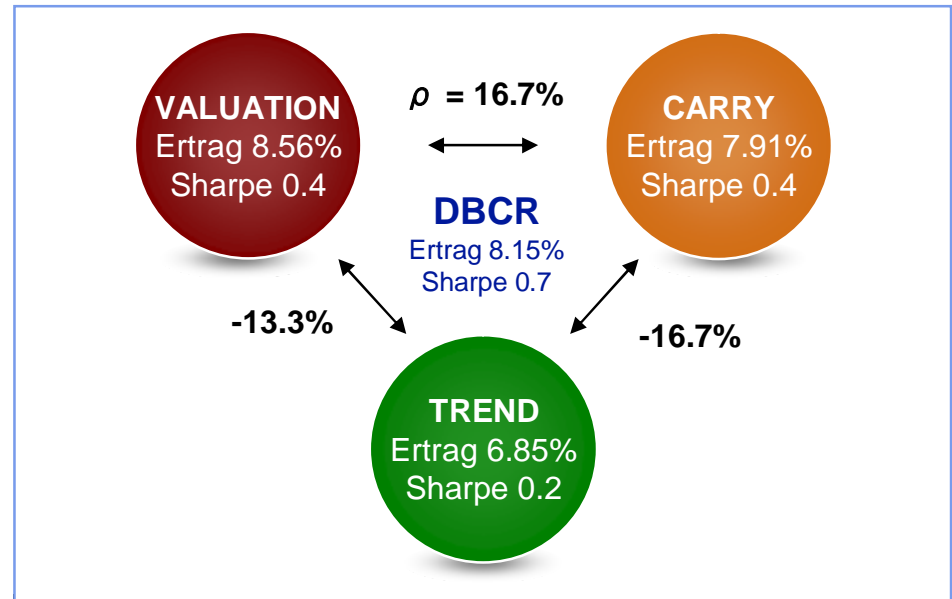 VALUATION
Ertrag 8.56%
Sharpe 0.4
ρ = 16.7%
CARRY
Ertrag 7.91%
Sharpe 0.4
DBCR
Ertrag 8.15%
Sharpe 0.7
-13.3%
-16.7%
TREND
Ertrag 6.85%
Sharpe 0.2